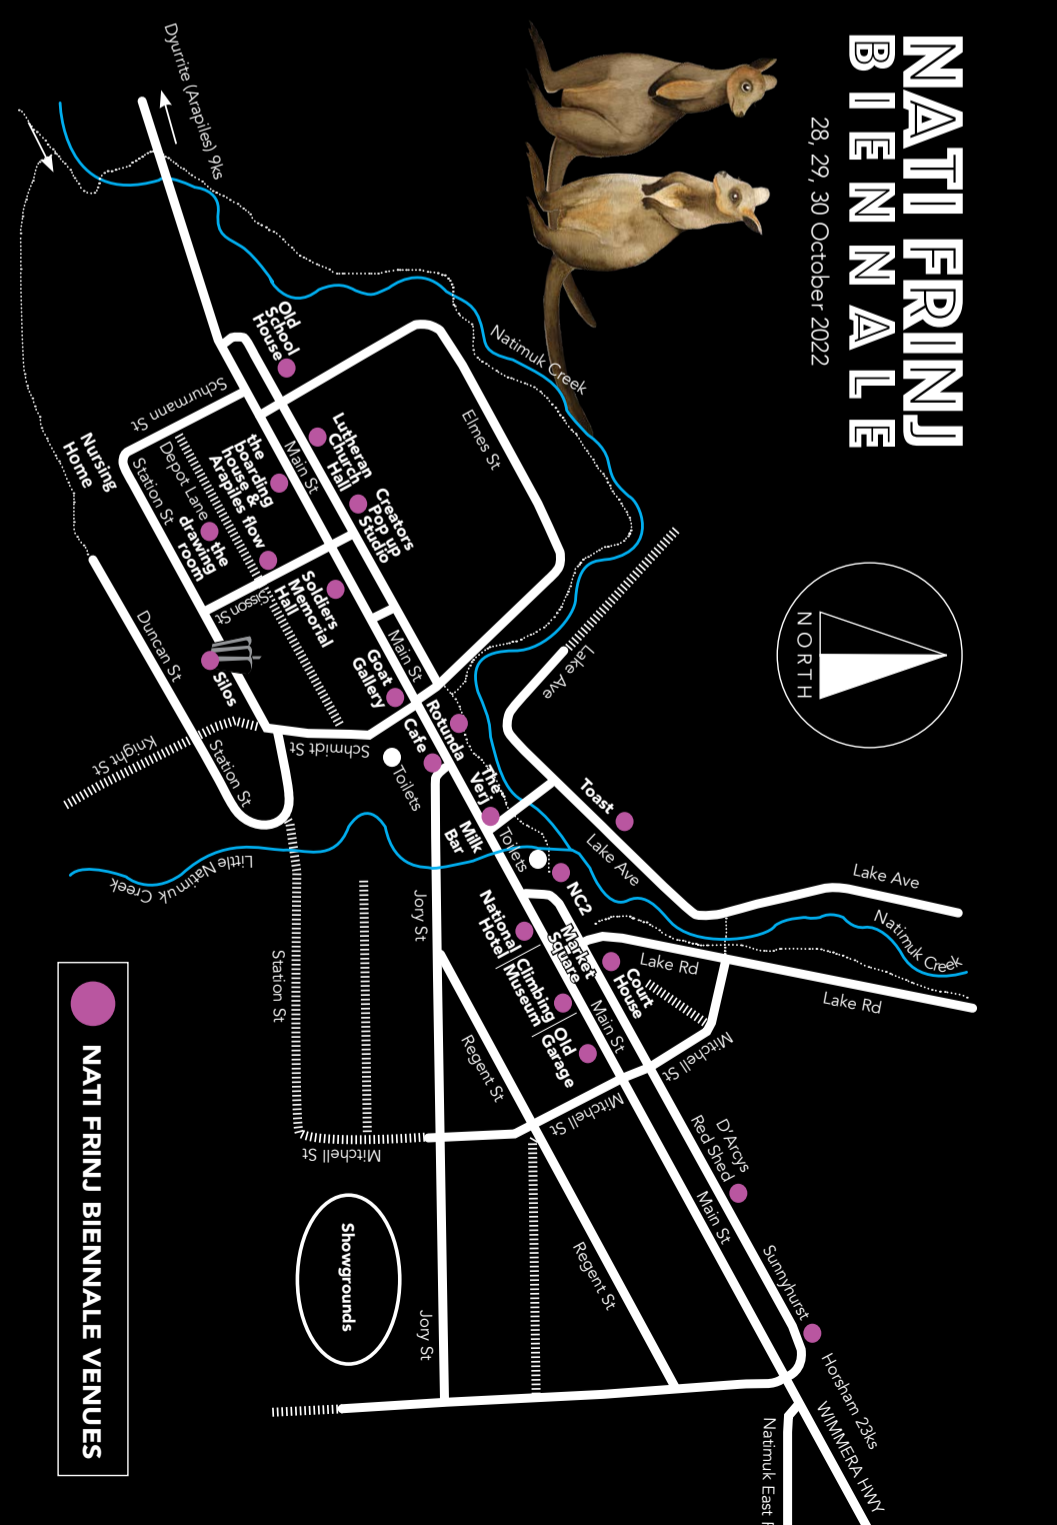 NATI FRINJ
BIENNALE
28, 29, 30 October 2022
NORTH
Dyurrite (Arapiles) 9ks
Natimuk Creek
Elmes St
Old
School
House
Schurmann St
Nursing
Home
Station St
Depot Lane
the
boarding
house &
Arapiles flow
the
drawing
room
Main St
Lutheran
Church
Hall
Creators
Pop up
Studio
Soldiers
Memorial
Hall
Sisson St
Duncan St
Silos
Main St
Goat
Gallery
Cafe
Rotunda
Toilets
Schmidt St
Knight St
Station St
Lake Ave
The
Verj
Milk
Bar
Toilets
Toast
Lake Ave
NC2
Little Natimuk Creek
Jory St
Station St
National
Hotel
Market
Square
Climbing
Museum
Old
Garage
Main St
Court
House
Lake Rd
Lake Ave
Natimuk Creek
Lake Rd
Mitchell St
Mitchell St
Mitchell St
Regent St
D'Arcys
Red Shed
Main St
Sunnyhurst
Regent St
Jory St
Showgrounds
Horsham 23ks
WIMMERA HWY
Natimuk East
NATI FRINJ BIENNALE VENUES